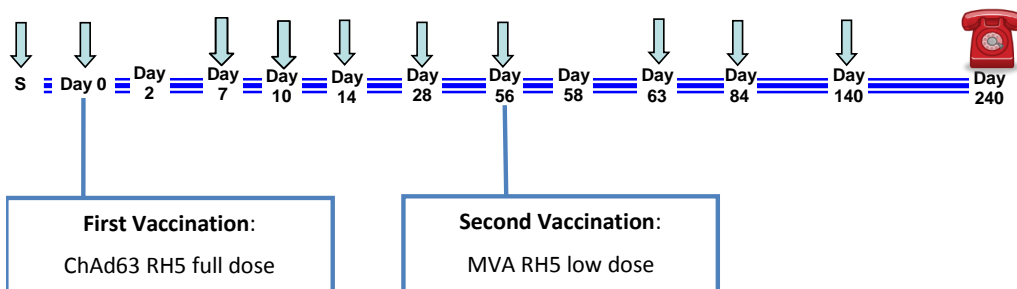 S
Day 0
Day
2
Day
7
Day
10
Day
14
Day
28
Day
56
Day
58
Day
63
Day
84
Day
140
Day
240
First Vaccination:
ChAd63 RH5 full dose
Second Vaccination:
MVA RH5 low dose